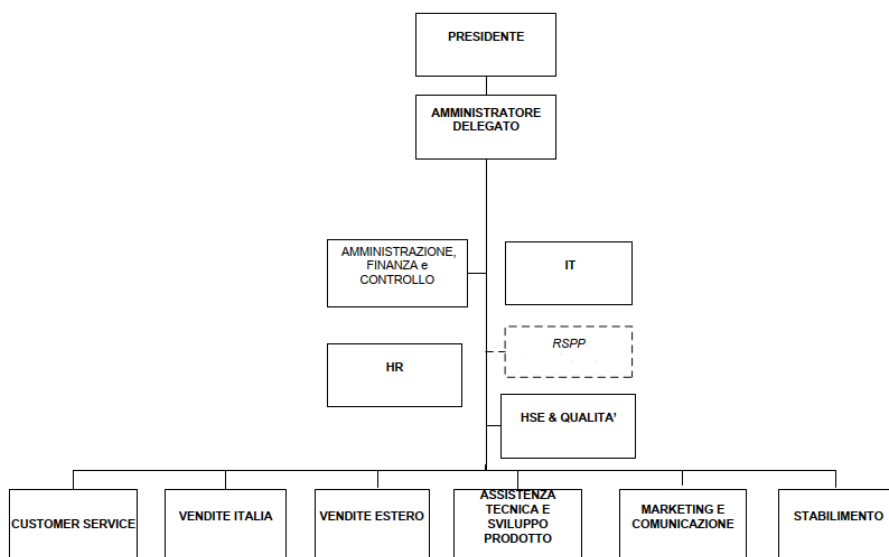 PRESIDENTE
AMMINISTRATORE
DELEGATO
AMMINISTRAZIONE,
FINANZA e
CONTROLLO
IT
RSPP
HR
HSE & QUALITA'
CUSTOMER SERVICE
VENDITE ITALIA
VENDITE ESTERO
ASSISTENZA
TECNICA E
SVILUPPO
PRODOTTO
MARKETING E
COMUNICAZIONE
STABILIMENTO